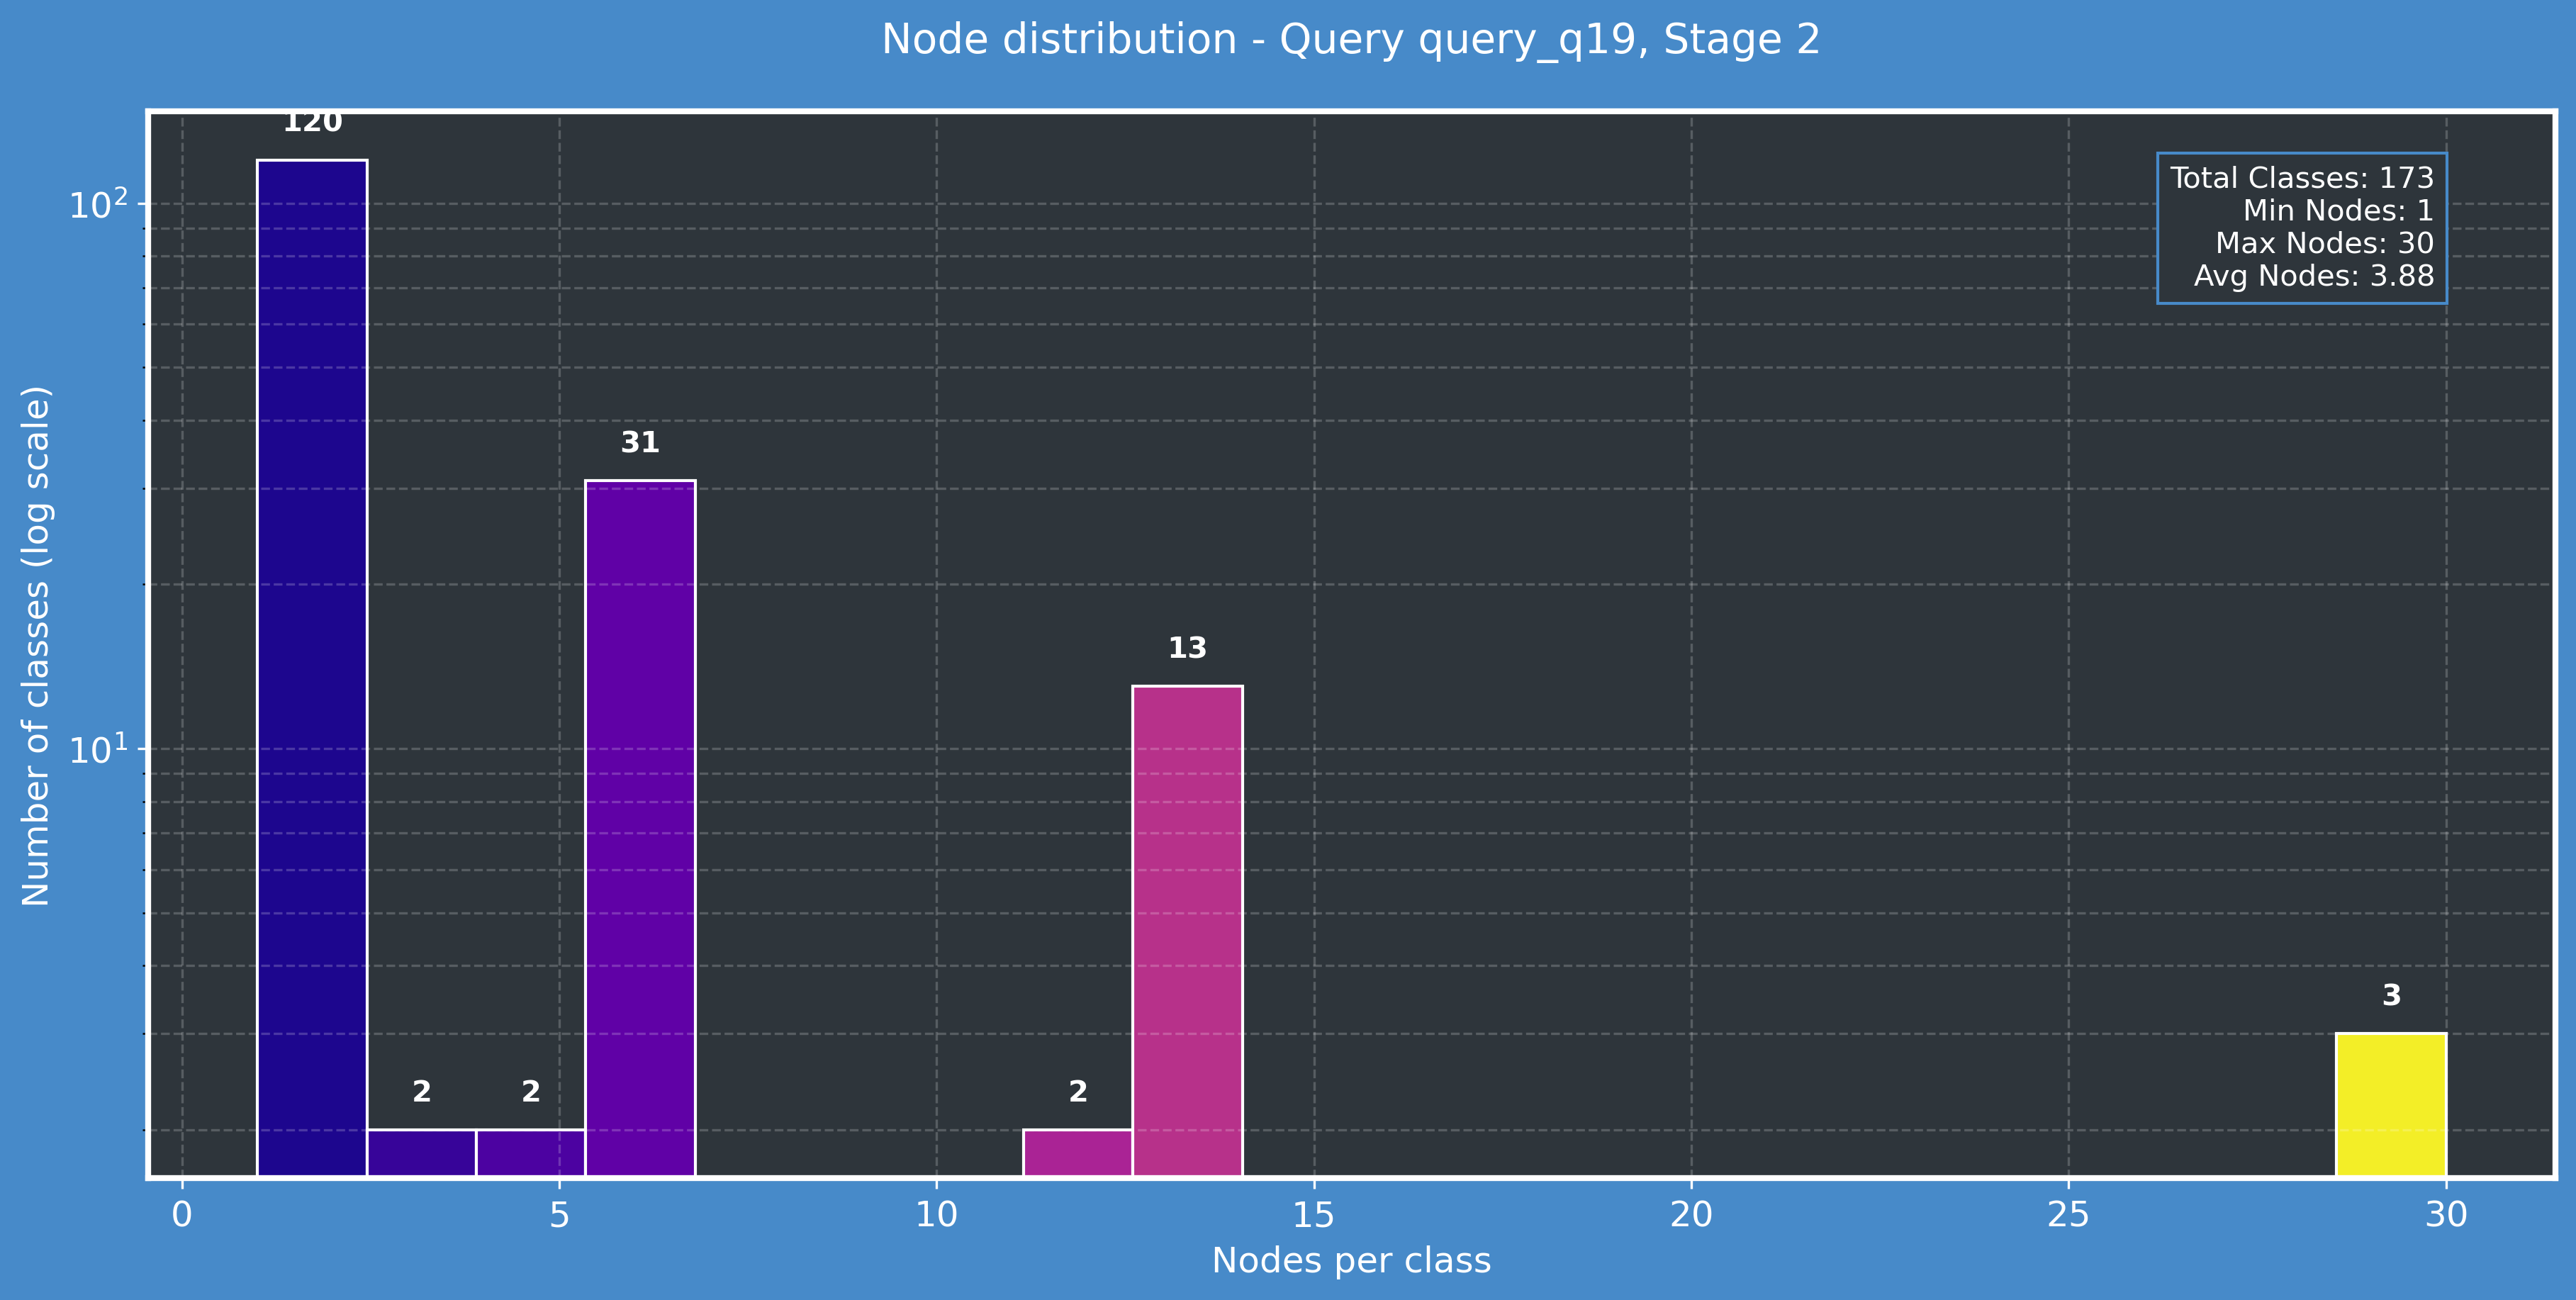 Node distribution - Query query_q19, Stage 2
120
10²
Total Classes: 173
Min Nodes: 1
Max Nodes: 30
Avg Nodes: 3.88
31
13
10¹
3
2
2
2
Number of classes (log scale)
0
5
10
15
20
25
30
Nodes per class